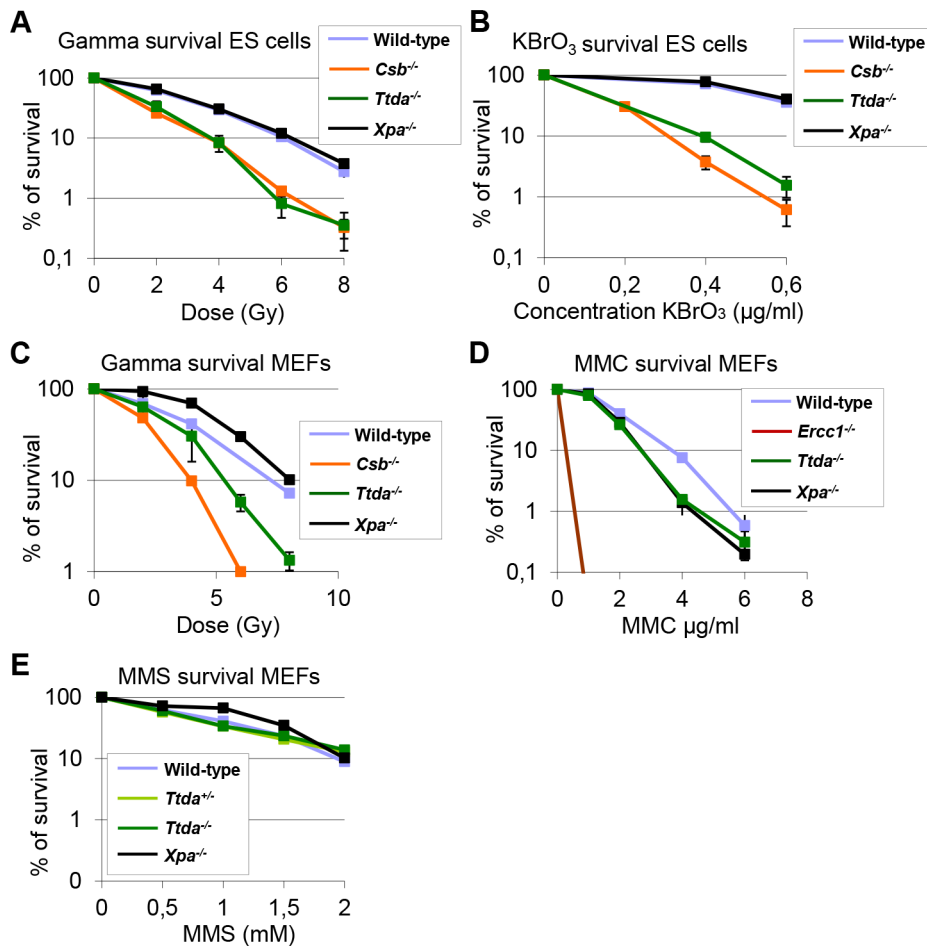 A
Gamma survival ES cells
Wild-type
Csb-/-
Ttda-/-
Xpa-/-
% of survival
100
10
1
0,1
0 2 4 6 8
Dose (Gy)
B
KBrO3 survival ES cells
Wild-type
Csb-/-
Ttda-/-
Xpa-/-
% of survival
100
10
1
0,1
0 0,2 0,4 0,6
Concentration KBrO3 (µg/ml)
C
Gamma survival MEFs
Wild-type
Csb-/-
Ttda-/-
Xpa-/-
% of survival
100
10
1
0 5 10
Dose (Gy)
D
MMC survival MEFs
Wild-type
Ercc1-/-
Ttda-/-
Xpa-/-
% of survival
100
10
1
0,1
0 2 4 6 8
MMC µg/ml
E
MMS survival MEFs
Wild-type
Ttda+/-
Ttda-/-
Xpa-/-
% of survival
100
10
1
0
0 0,5 1 1,5 2
MMS (mM)